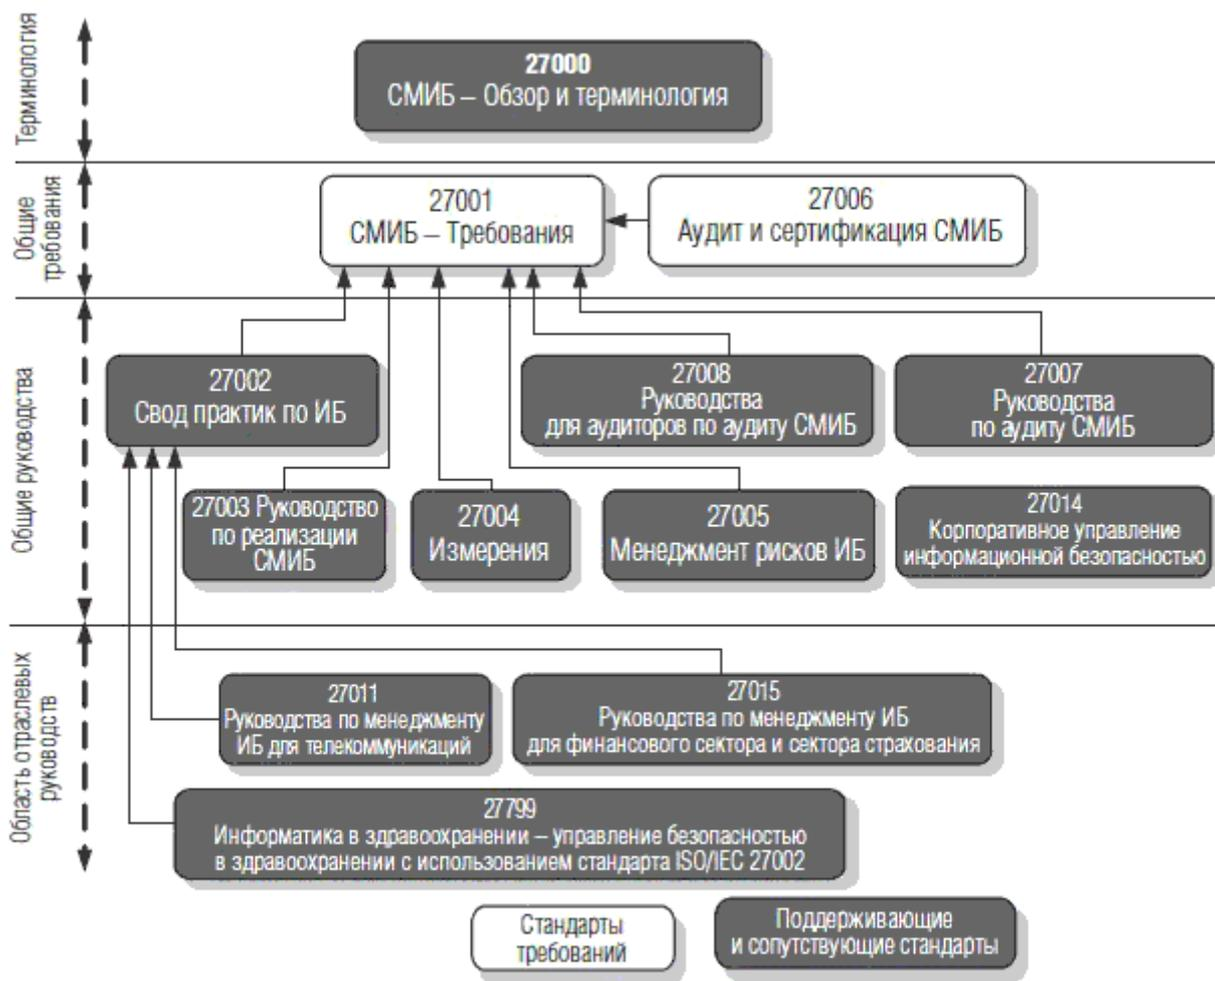 Терминология
27000
СМИБ – Обзор и терминология
Общие
требования
27001
СМИБ – Требования
27006
Аудит и сертификация СМИБ
Общие руководства
27002
Свод практик по ИБ
27008
Руководства
для аудиторов по аудиту СМИБ
27007
Руководства
по аудиту СМИБ
27003 Руководство
по реализации
СМИБ
27004
Измерения
27005
Менеджмент рисков ИБ
27014
Корпоративное управление
информационной безопасностью
Область отраслевых
руководств
27011
Руководства по менеджменту
ИБ для телекоммуникаций
27015
Руководства по менеджменту ИБ
для финансового сектора и сектора страхования
27799
Информатика в здравоохранении – управление безопасностью
в здравоохранении с использованием стандарта ISO/IEC 27002
Стандарты
требований
Поддерживающие
и сопутствующие стандарты